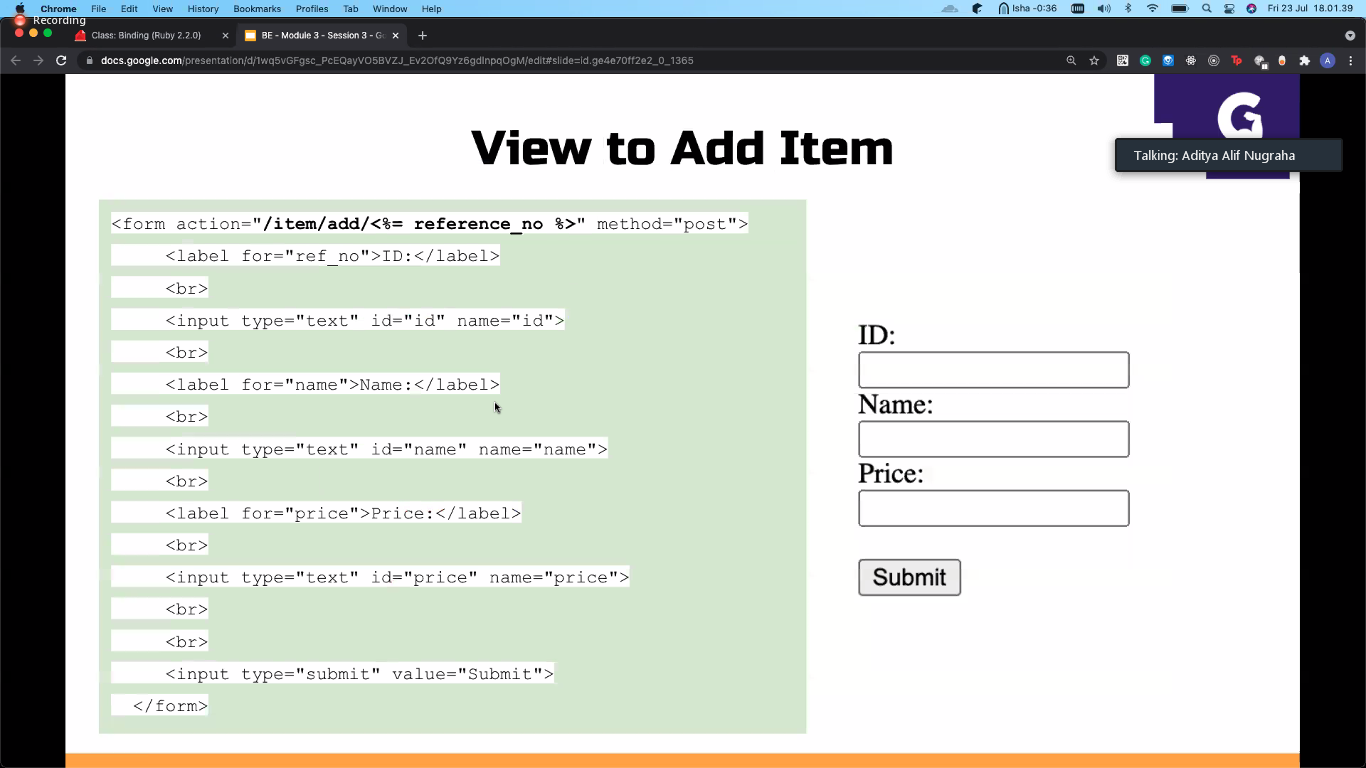 Chrome File Edit View History Bookmarks Profiles Tab Window Help Isha -0:36 Fri 23 Jul 18.01.39
Recording
Class: Binding (Ruby 2.2.0) BE - Module 3 - Session 3 - G
docs.google.com/presentation/d/1wq5vGFgsc_PcEQayVO5BVZJ_Ev2OfQ9Yz6gdInpqOgM/edit#slide=id.ge4e70ff2e2_0_1365
G
View to Add Item
Talking: Aditya Alif Nugraha
<form action="/item/add/<%= reference_no %>" method="post">
<label for="ref_no">ID:</label>
<br>
<input type="text" id="id" name="id">
<br>
<label for="name">Name:</label>
<br>
<input type="text" id="name" name="name">
<br>
<label for="price">Price:</label>
<br>
<input type="text" id="price" name="price">
<br>
<br>
<input type="submit" value="Submit">
</form>
ID:
Name:
Price:
Submit